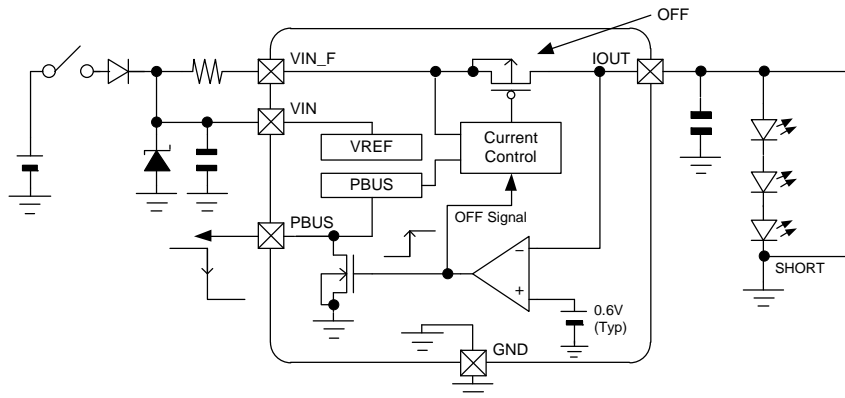 OFF
VIN_F
IOUT
VIN
VREF
Current
Control
PBUS
OFF Signal
PBUS
−
+
0.6V
(Typ)
SHORT
GND